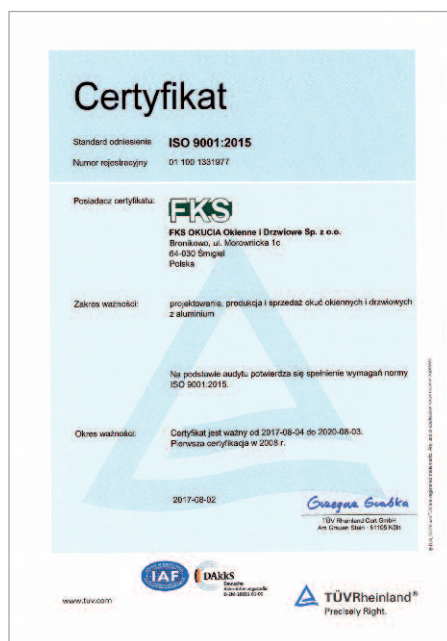 Certyfikat
Standard odniesienia ISO 9001:2015
Numer rejestracyjny 01 100 1331977
Posiadacz certyfikatu: FKS
FKS OKUCIA Okienne i Drzwiowe Sp. z o.o.
Bronikowo, ul. Morownicka 1c
64-030 Śmigiel
Polska
Zakres ważności: projektowanie, produkcja i sprzedaż okuć okiennych i drzwiowych
z aluminium
Na podstawie audytu potwierdza się spełnienie wymagań normy
ISO 9001:2015.
Okres ważności: Certyfikat jest ważny od 2017-08-04 do 2020-08-03.
Pierwsza certyfikacja w 2008 r.
2017-08-02
TÜV Rheinland Cert GmbH
Am Grauen Stein · 51105 Köln
IAF
DAkkS
Deutsche
Akkreditierungsstelle
www.tuv.com
TÜVRheinland®
Precisely Right.